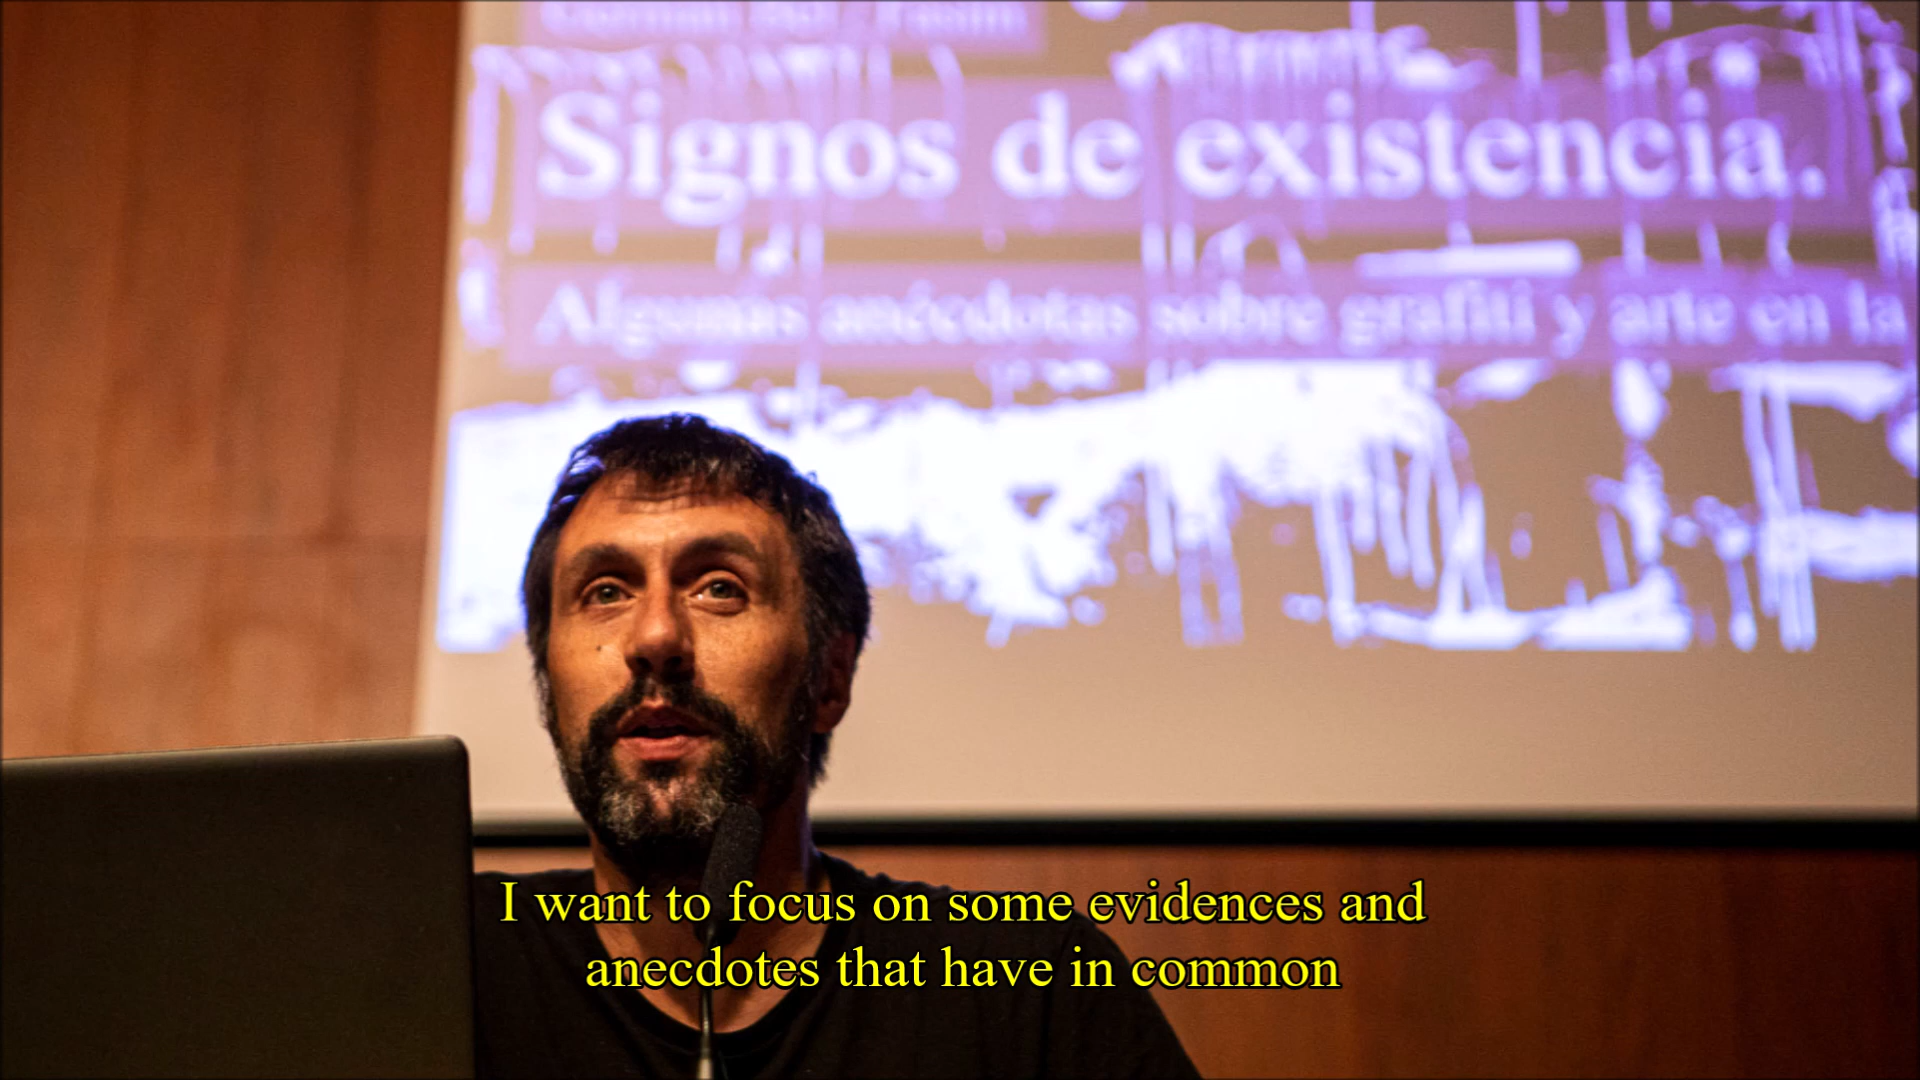 Signos de existencia.
Algunas anécdotas sobre grafiti y arte en la
I want to focus on some evidences and
anecdotes that have in common